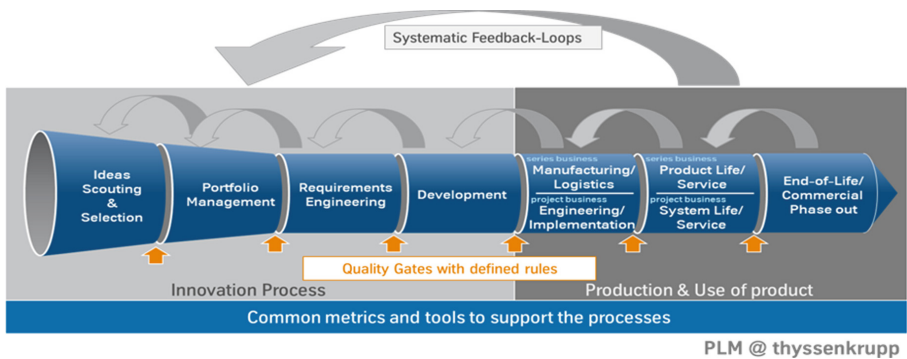 Systematic Feedback-Loops
Ideas
Scouting
&
Selection
Portfolio
Management
Requirements
Engineering
Development
series business
Manufacturing/
Logistics
project business
Engineering/
Implementation
series business
Product Life/
Service
project business
System Life/
Service
End-of-Life/
Commercial
Phase out
Quality Gates with defined rules
Innovation Process
Production & Use of product
Common metrics and tools to support the processes
PLM @ thyssenkrupp